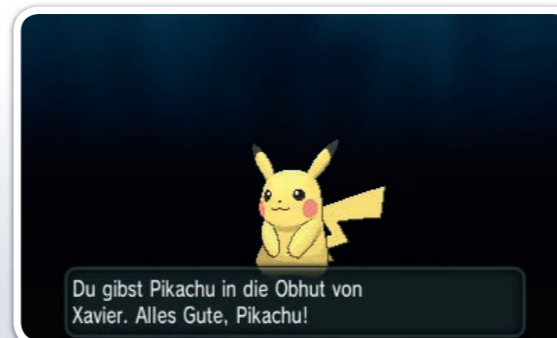 Du gibst Pikachu in die Obhut von
Xavier. Alles Gute, Pikachu!